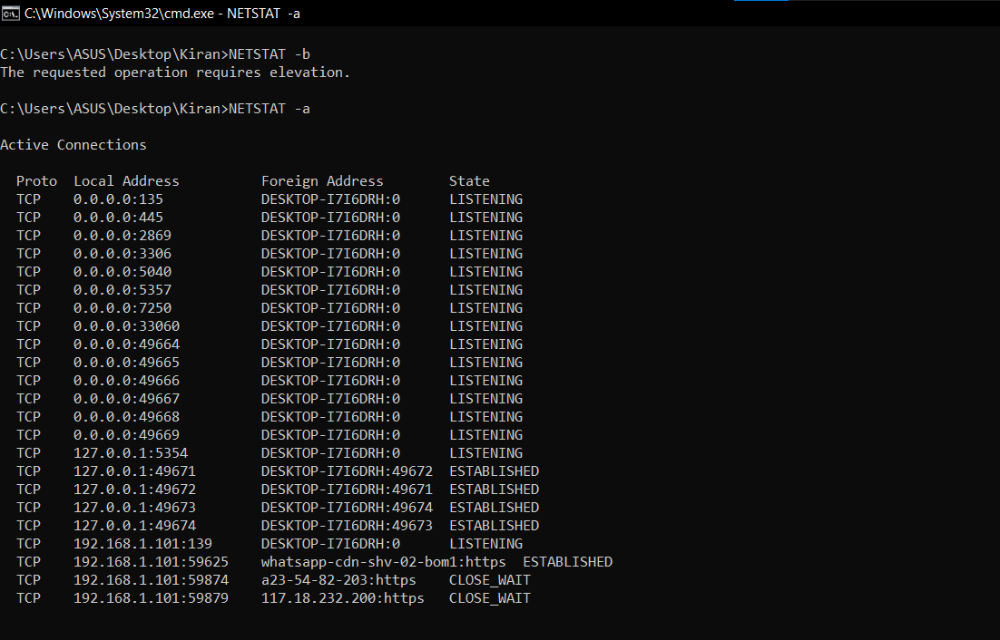 C:\Windows\System32\cmd.exe - NETSTAT -a
C:\Users\ASUS\Desktop\Kiran>NETSTAT -b
The requested operation requires elevation.
C:\Users\ASUS\Desktop\Kiran>NETSTAT -a
Active Connections
Proto  Local Address          Foreign Address        State
TCP    0.0.0.0:135            DESKTOP-I7I6DRH:0      LISTENING
TCP    0.0.0.0:445            DESKTOP-I7I6DRH:0      LISTENING
TCP    0.0.0.0:2869           DESKTOP-I7I6DRH:0      LISTENING
TCP    0.0.0.0:3306           DESKTOP-I7I6DRH:0      LISTENING
TCP    0.0.0.0:5040           DESKTOP-I7I6DRH:0      LISTENING
TCP    0.0.0.0:5357           DESKTOP-I7I6DRH:0      LISTENING
TCP    0.0.0.0:7250           DESKTOP-I7I6DRH:0      LISTENING
TCP    0.0.0.0:33060          DESKTOP-I7I6DRH:0      LISTENING
TCP    0.0.0.0:49664          DESKTOP-I7I6DRH:0      LISTENING
TCP    0.0.0.0:49665          DESKTOP-I7I6DRH:0      LISTENING
TCP    0.0.0.0:49666          DESKTOP-I7I6DRH:0      LISTENING
TCP    0.0.0.0:49667          DESKTOP-I7I6DRH:0      LISTENING
TCP    0.0.0.0:49668          DESKTOP-I7I6DRH:0      LISTENING
TCP    0.0.0.0:49669          DESKTOP-I7I6DRH:0      LISTENING
TCP    127.0.0.1:5354         DESKTOP-I7I6DRH:0      LISTENING
TCP    127.0.0.1:49671        DESKTOP-I7I6DRH:49672  ESTABLISHED
TCP    127.0.0.1:49672        DESKTOP-I7I6DRH:49671  ESTABLISHED
TCP    127.0.0.1:49673        DESKTOP-I7I6DRH:49674  ESTABLISHED
TCP    127.0.0.1:49674        DESKTOP-I7I6DRH:49673  ESTABLISHED
TCP    192.168.1.101:139      DESKTOP-I7I6DRH:0      LISTENING
TCP    192.168.1.101:59625    whatsapp-cdn-shv-02-bom1:https  ESTABLISHED
TCP    192.168.1.101:59874    a23-54-82-203:https    CLOSE_WAIT
TCP    192.168.1.101:59879    117.18.232.200:https   CLOSE_WAIT